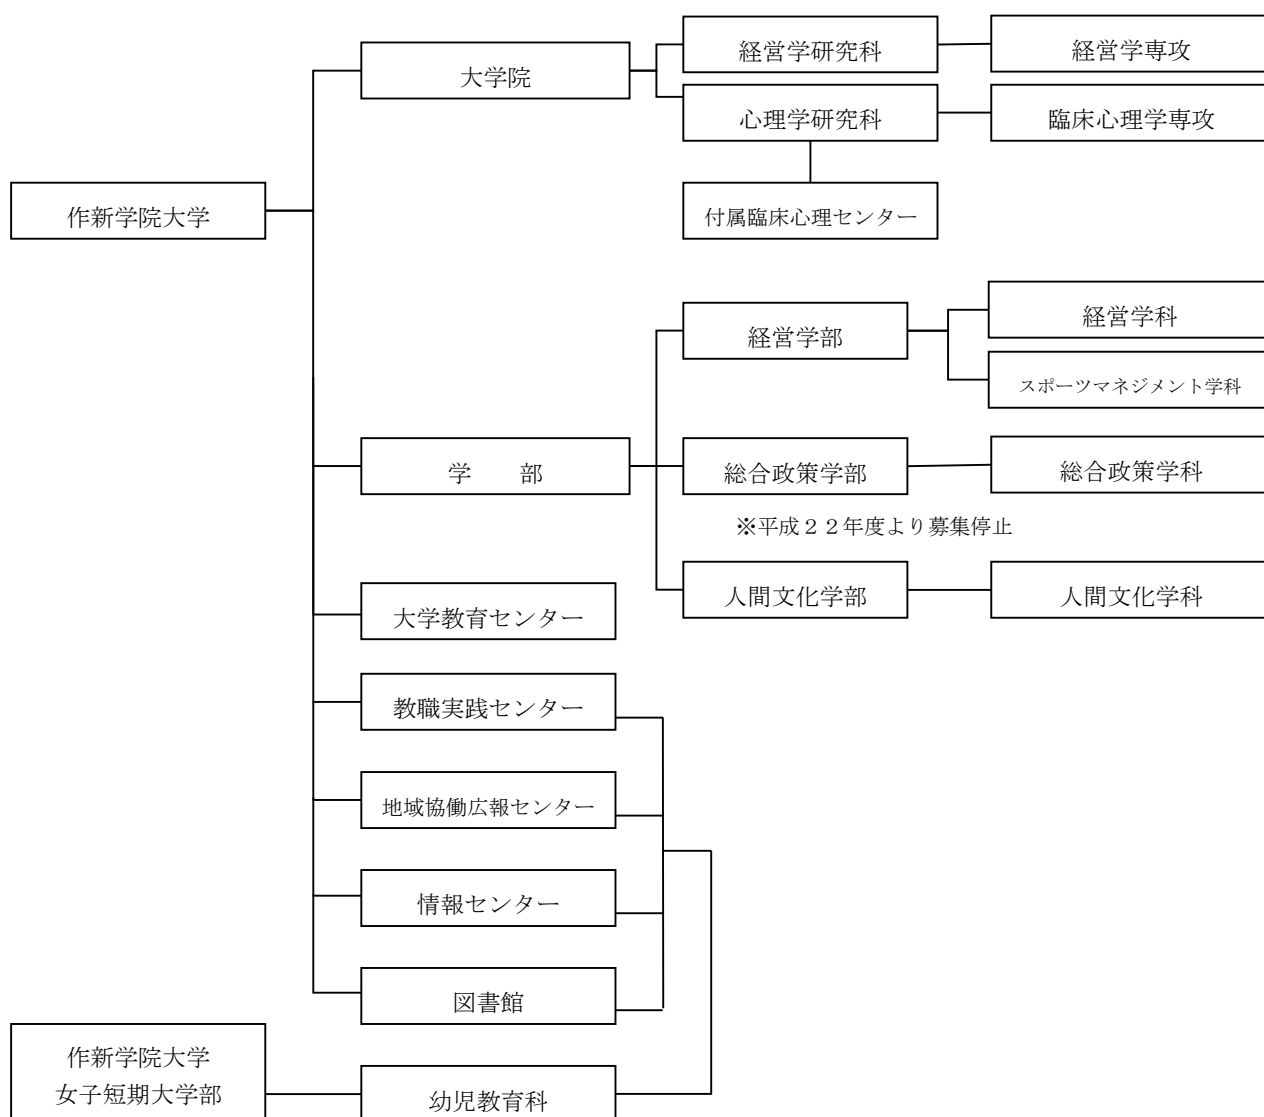 経営学研究科
経営学専攻
大学院
心理学研究科
臨床心理学専攻
作新学院大学
付属臨床心理センター
経営学部
経営学科
スポーツマネジメント学科
学　　部
総合政策学部
総合政策学科
※平成２２年度より募集停止
人間文化学部
人間文化学科
大学教育センター
教職実践センター
地域協働広報センター
情報センター
図書館
作新学院大学
女子短期大学部
幼児教育科